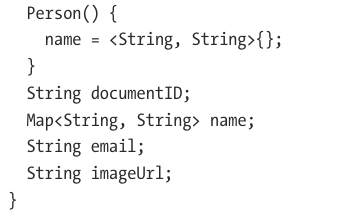 Person() {
name = <String, String>{};
}
String documentID;
Map<String, String> name;
String email;
String imageUrl;
}